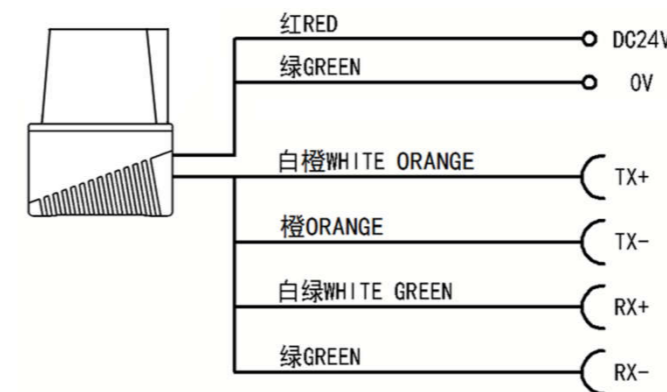 红RED
DC24V
绿GREEN
0V
白橙WHITE ORANGE
TX+
橙ORANGE
TX-
白绿WHITE GREEN
RX+
绿GREEN
RX-